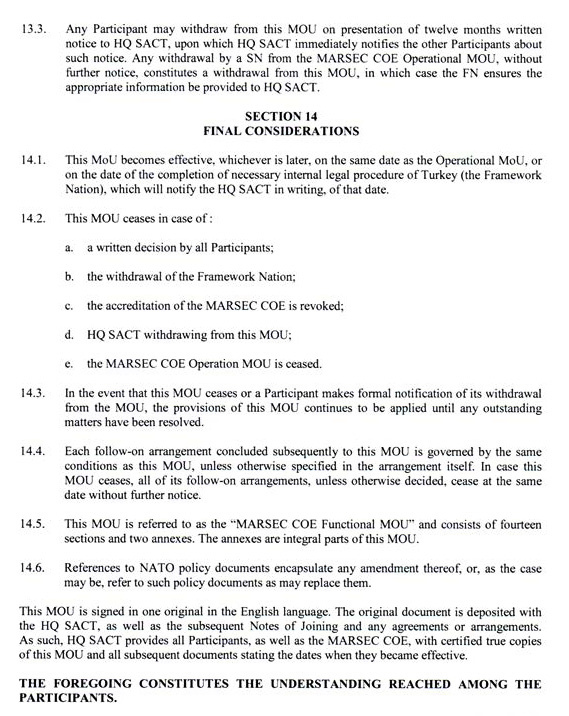 13.3. Any Participant may withdraw from this MOU on presentation of twelve months written
notice to HQ SACT, upon which HQ SACT immediately notifies the other Participants about
such notice. Any withdrawal by a SN from the MARSEC COE Operational MOU, without
further notice, constitutes a withdrawal from this MOU, in which case the FN ensures the
appropriate information be provided to HQ SACT.
SECTION 14
FINAL CONSIDERATIONS
14.1. This MoU becomes effective, whichever is later, on the same date as the Operational MoU, or
on the date of the completion of necessary internal legal procedure of Turkey (the Framework
Nation), which will notify the HQ SACT in writing, of that date.
14.2. This MOU ceases in case of :
a. a written decision by all Participants;
b. the withdrawal of the Framework Nation;
c. the accreditation of the MARSEC COE is revoked;
d. HQ SACT withdrawing from this MOU;
e. the MARSEC COE Operation MOU is ceased.
14.3. In the event that this MOU ceases or a Participant makes formal notification of its withdrawal
from the MOU, the provisions of this MOU continues to be applied until any outstanding
matters have been resolved.
14.4. Each follow-on arrangement concluded subsequently to this MOU is governed by the same
conditions as this MOU, unless otherwise specified in the arrangement itself. In case this
MOU ceases, all of its follow-on arrangements, unless otherwise decided, cease at the same
date without further notice.
14.5. This MOU is referred to as the “MARSEC COE Functional MOU” and consists of fourteen
sections and two annexes. The annexes are integral parts of this MOU.
14.6. References to NATO policy documents encapsulate any amendment thereof, or, as the case
may be, refer to such policy documents as may replace them.
This MOU is signed in one original in the English language. The original document is deposited with
the HQ SACT, as well as the subsequent Notes of Joining and any agreements or arrangements.
As such, HQ SACT provides all Participants, as well as the MARSEC COE, with certified true copies
of this MOU and all subsequent documents stating the dates when they became effective.
THE FOREGOING CONSTITUTES THE UNDERSTANDING REACHED AMONG THE
PARTICIPANTS.